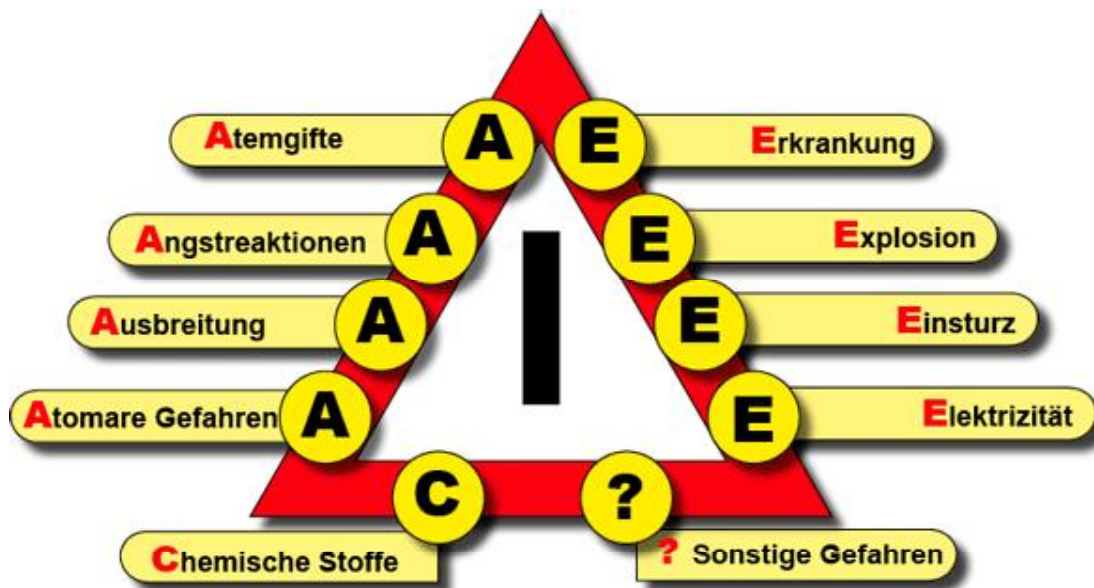 Atemgifte
A
E
Erkrankung
Angstreaktionen
A
E
Explosion
Ausbreitung
A
E
Einsturz
Atomare Gefahren
A
E
Elektrizität
C
?
Chemische Stoffe
? Sonstige Gefahren